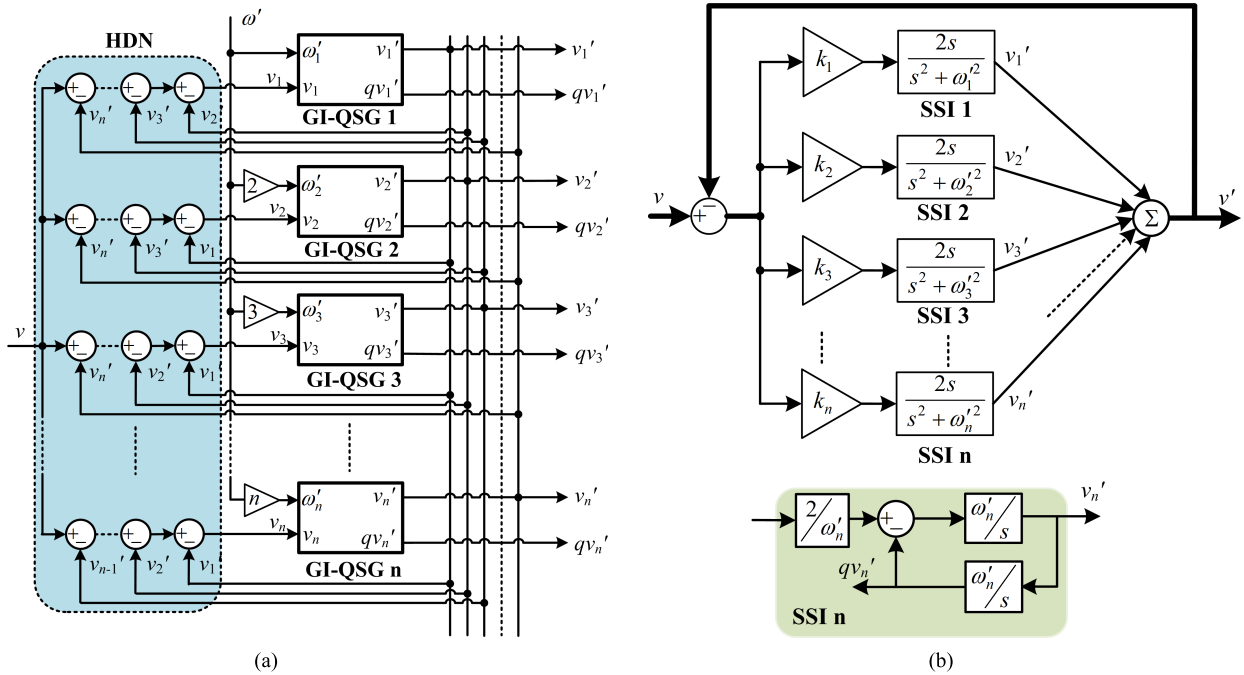 ω′
HDN
+ − + − + −
v₁ v₁ ω₁′ v₁′ v₁′
vₙ′ v₃′ v₂ qv₁′ qv₁′
GI-QSG 1
2 ω₂′ v₂′ v₂′
+ − + − + −
v₂ v₂ qv₂′ qv₂′
vₙ′ v₃′ v₁
GI-QSG 2
3 ω₃′ v₃′ v₃′
v + − + − + −
v₃ v₃ qv₃′ qv₃′
vₙ′ v₂′ v₁
GI-QSG 3
n ωₙ′ vₙ′ vₙ′
+ − + − + −
vₙ vₙ qvₙ′ qvₙ′
vₙ₋₁′ v₂′ v₁
GI-QSG n
(a)
k₁ 2s/(s² + ω₁′²) v₁′
SSI 1
k₂ 2s/(s² + ω₂′²) v₂′
SSI 2
v + − Σ v′
k₃ 2s/(s² + ω₃′²) v₃′
SSI 3
kₙ 2s/(s² + ωₙ′²) vₙ′
SSI n
2/ωₙ′ + − ωₙ′/s vₙ′
qvₙ′ ωₙ′/s
SSI n
(b)